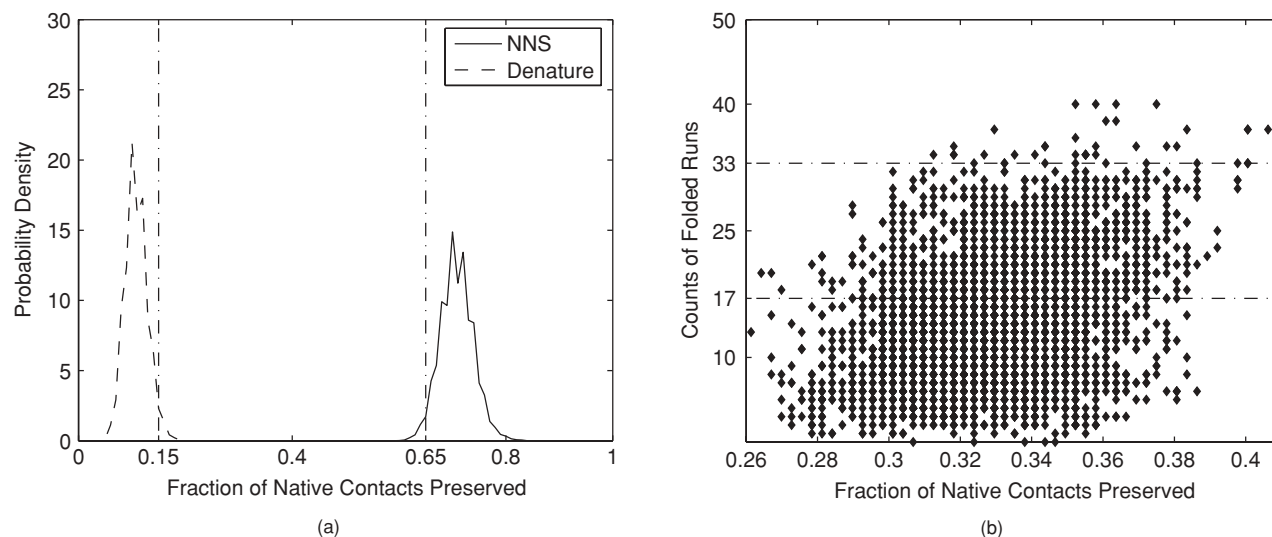 30
25
20
15
10
5
0
0 0.15 0.4 0.65 0.8 1
Probability Density
Fraction of Native Contacts Preserved
NNS
Denature
(a)
50
40
33
25
17
10
0.26 0.28 0.3 0.32 0.34 0.36 0.38 0.4
Counts of Folded Runs
Fraction of Native Contacts Preserved
(b)